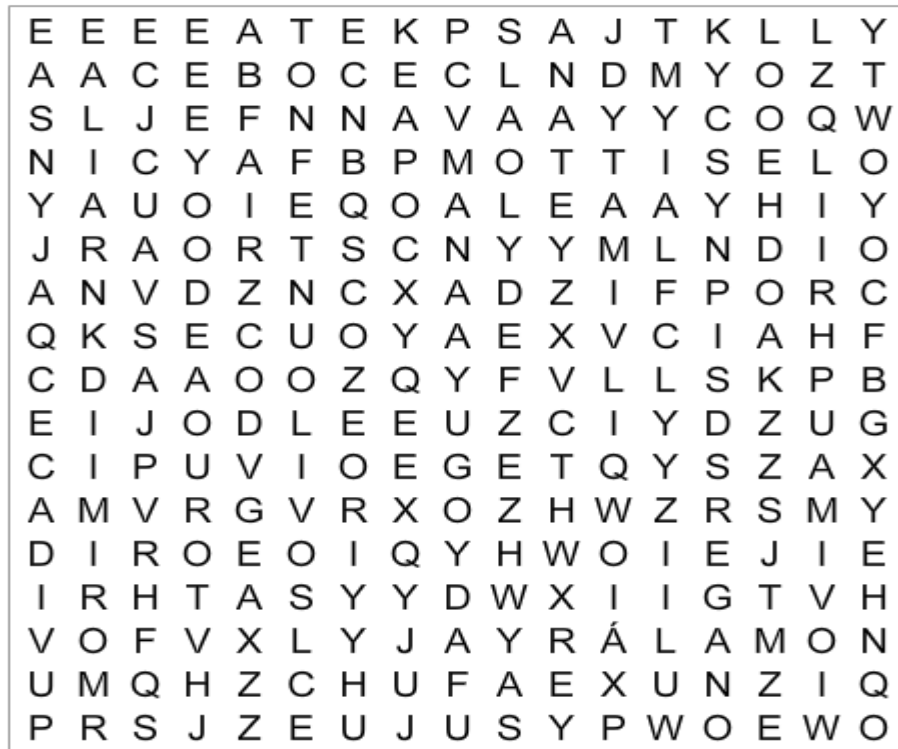 E E E E A T E K P S A J T K L L Y
A A C E B O C E C L N D M Y O Z T
S L J E F N N A V A A Y Y C O Q W
N I C Y A F B P M O T T I S E L O
Y A U O I E Q O A L E A A Y H I Y
J R A O R T S C N Y Y M L N D I O
A N V D Z N C X A D Z I F P O R C
Q K S E C U O Y A E X V C I A H F
C D A A O O Z Q Y F V L L S K P B
E I J O D L E E U Z C I Y D Z U G
C I P U V I O E G E T Q Y S Z A X
A M V R G V R X O Z H W Z R S M Y
D I R O E O I Q Y H W O I E J I E
I R H T A S Y Y D W X I I G T V H
V O F V X L Y J A Y R Á L A M O N
U M Q H Z C H U F A E X U N Z I Q
P R S J Z E U J U S Y P W O E W O